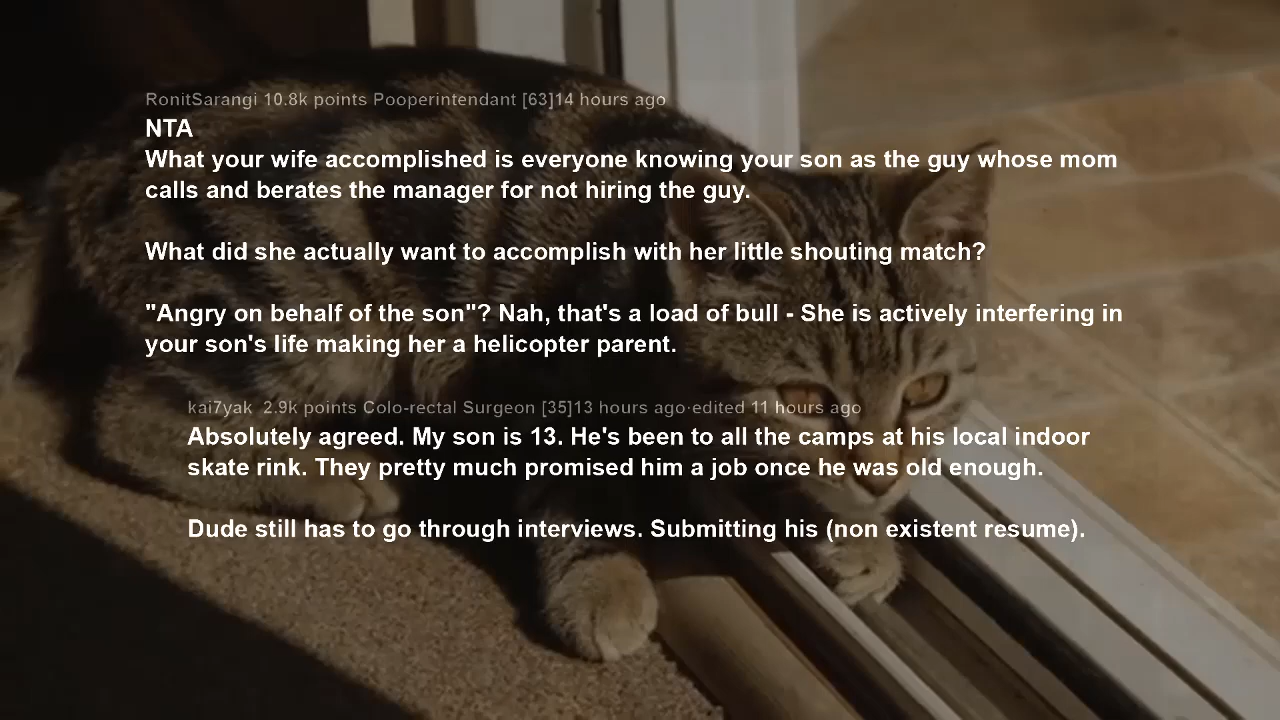 RonitSarangi 10.8k points Pooperintendant [63]14 hours ago
NTA
What your wife accomplished is everyone knowing your son as the guy whose mom
calls and berates the manager for not hiring the guy.
What did she actually want to accomplish with her little shouting match?
"Angry on behalf of the son"? Nah, that's a load of bull - She is actively interfering in
your son's life making her a helicopter parent.
kai7yak 2.9k points Colo-rectal Surgeon [35]13 hours ago·edited 11 hours ago
Absolutely agreed. My son is 13. He's been to all the camps at his local indoor
skate rink. They pretty much promised him a job once he was old enough.
Dude still has to go through interviews. Submitting his (non existent resume).